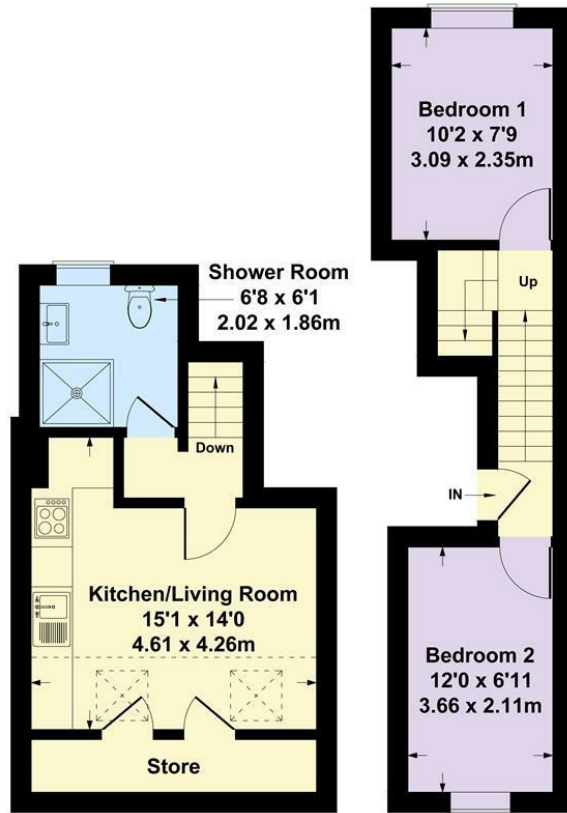 Bedroom 1
10'2 x 7'9
3.09 x 2.35m
Up
Shower Room
6'8 x 6'1
2.02 x 1.86m
Down
IN
Kitchen/Living Room
15'1 x 14'0
4.61 x 4.26m
Bedroom 2
12'0 x 6'11
3.66 x 2.11m
Store